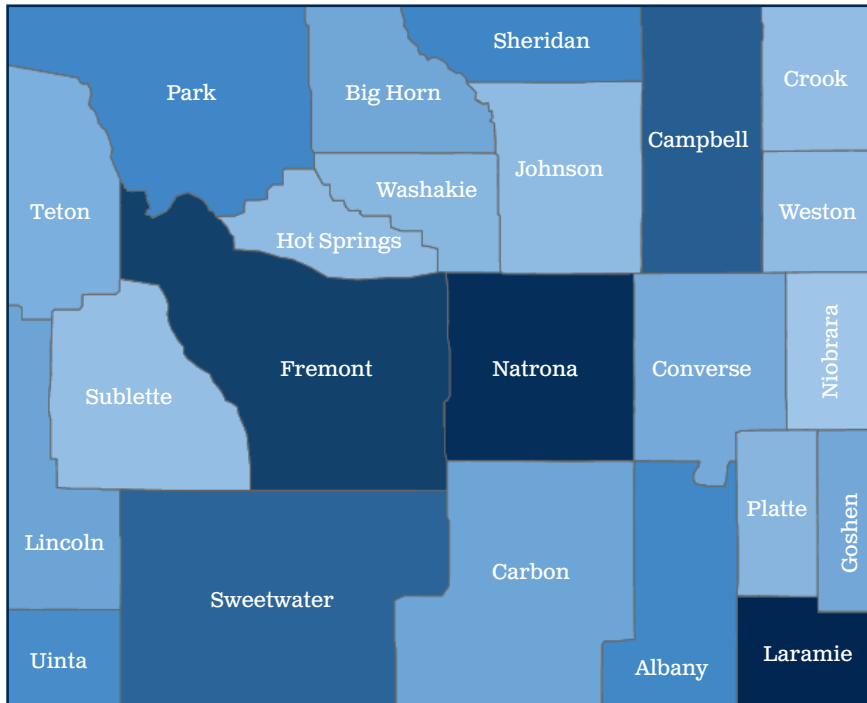 Sheridan
Crook
Park
Big Horn
Campbell
Johnson
Washakie
Teton
Weston
Hot Springs
Niobrara
Fremont
Natrona
Converse
Sublette
Platte
Goshen
Lincoln
Carbon
Sweetwater
Laramie
Uinta
Albany